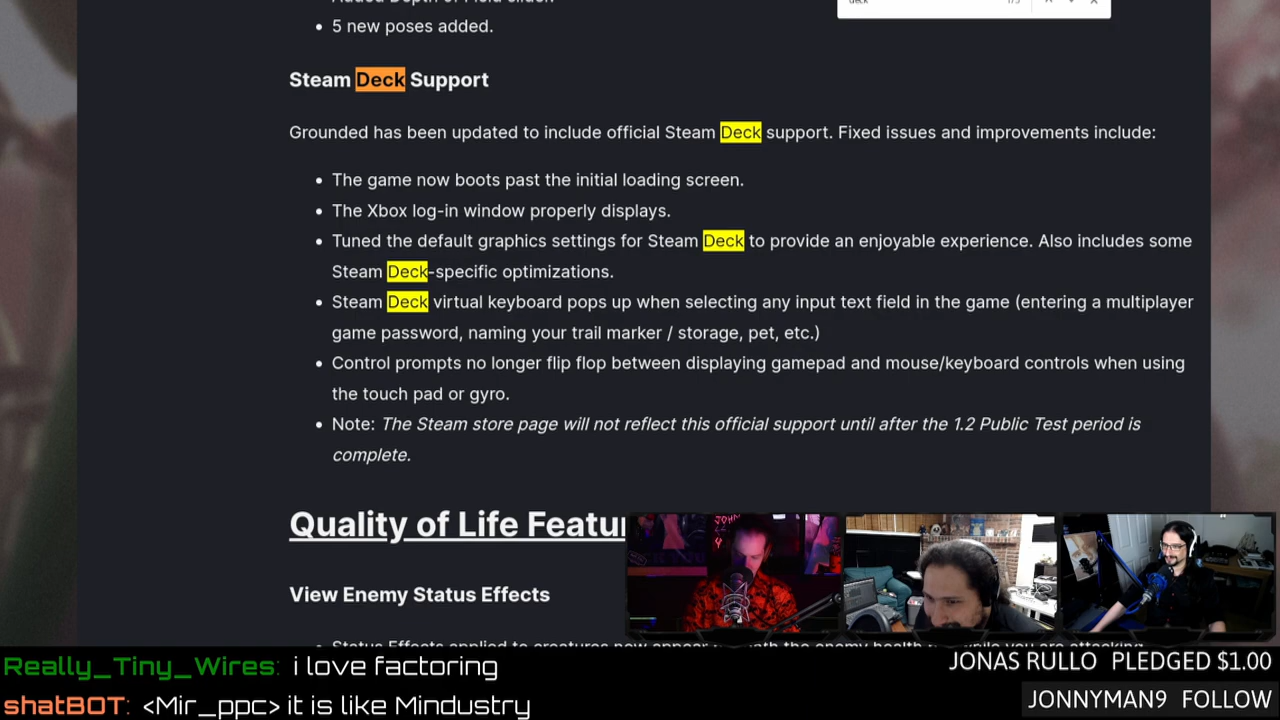 deck
5 new poses added.
Steam Deck Support
Grounded has been updated to include official Steam Deck support. Fixed issues and improvements include:
The game now boots past the initial loading screen.
The Xbox log-in window properly displays.
Tuned the default graphics settings for Steam Deck to provide an enjoyable experience. Also includes some
Steam Deck-specific optimizations.
Steam Deck virtual keyboard pops up when selecting any input text field in the game (entering a multiplayer
game password, naming your trail marker / storage, pet, etc.)
Control prompts no longer flip flop between displaying gamepad and mouse/keyboard controls when using
the touch pad or gyro.
Note: The Steam store page will not reflect this official support until after the 1.2 Public Test period is
complete.
Quality of Life Featu
View Enemy Status Effects
Really_Tiny_Wires: i love factoring
JONAS RULLO PLEDGED $1.00
shatBOT: <Mir_ppc> it is like Mindustry
JONNYMAN9 FOLLOW